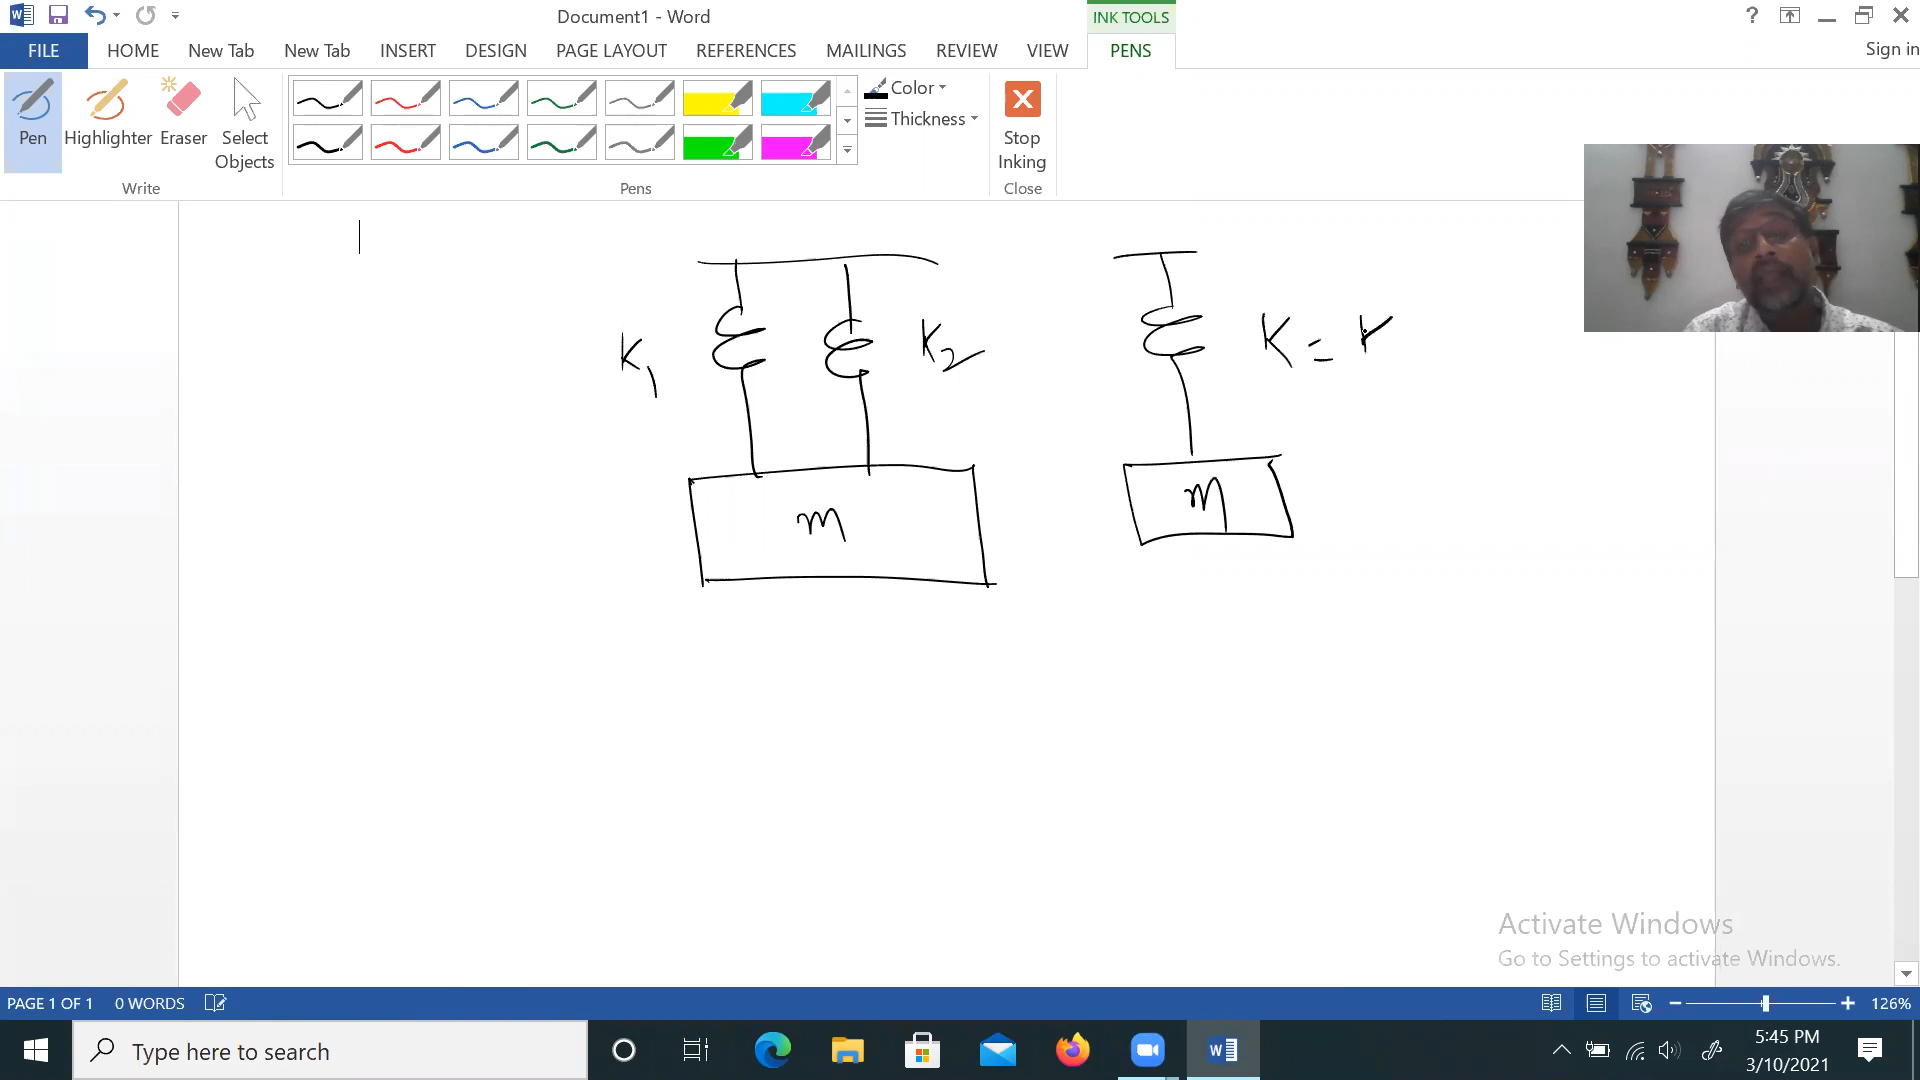 Document1 - Word
INK TOOLS
?
FILE HOME New Tab New Tab INSERT DESIGN PAGE LAYOUT REFERENCES MAILINGS REVIEW VIEW PENS Sign in
Pen Highlighter Eraser Select Objects
Color
Thickness
Stop Inking
Write Pens Close
K1 K2 K =
m m
Activate Windows
Go to Settings to activate Windows.
PAGE 1 OF 1 0 WORDS 126%
Type here to search
5:45 PM
3/10/2021